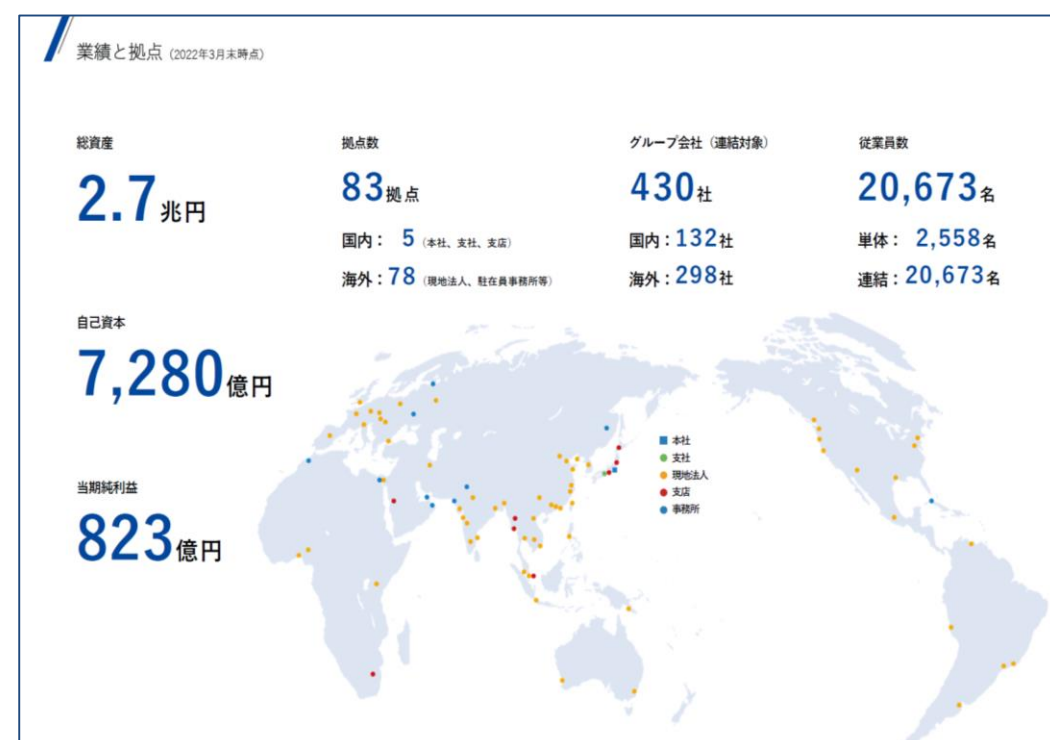 業績と拠点 (2022年3月末時点)
総資産
2.7兆円
拠点数
83拠点
国内： 5 (本社、支社、支店)
海外：78 (現地法人、駐在員事務所等)
グループ会社（連結対象）
430社
国内：132社
海外：298社
従業員数
20,673名
単体： 2,558名
連結：20,673名
自己資本
7,280億円
当期純利益
823億円
本社
支社
現地法人
支店
事務所